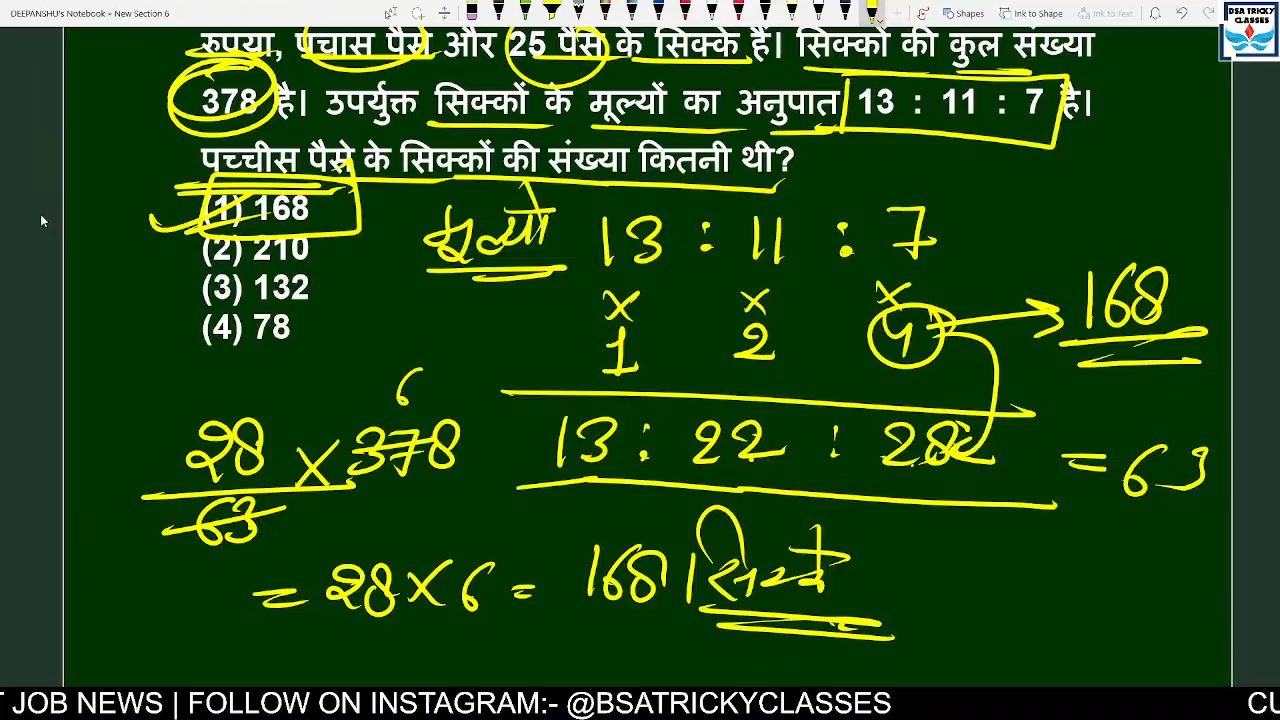 DEEPANSHU's Notebook » New Section 6
Shapes Ink to Shape Ink to Text
DSA TRICKY CLASSES
रुपया, पचास पैसे और 25 पैसे के सिक्के हैं। सिक्कों की कुल संख्या
378 है। उपर्युक्त सिक्कों के मूल्यों का अनुपात 13 : 11 : 7 है।
पच्चीस पैसे के सिक्कों की संख्या कितनी थी?
(1) 168
(2) 210
(3) 132
(4) 78
मूल्यो 13 : 11 : 7
x x x
1 2 4 168
6
28 x 378 13 : 22 : 28 = 63
63
= 28 x 6 = 168 सिक्के
T JOB NEWS | FOLLOW ON INSTAGRAM:- @BSATRICKYCLASSES CU